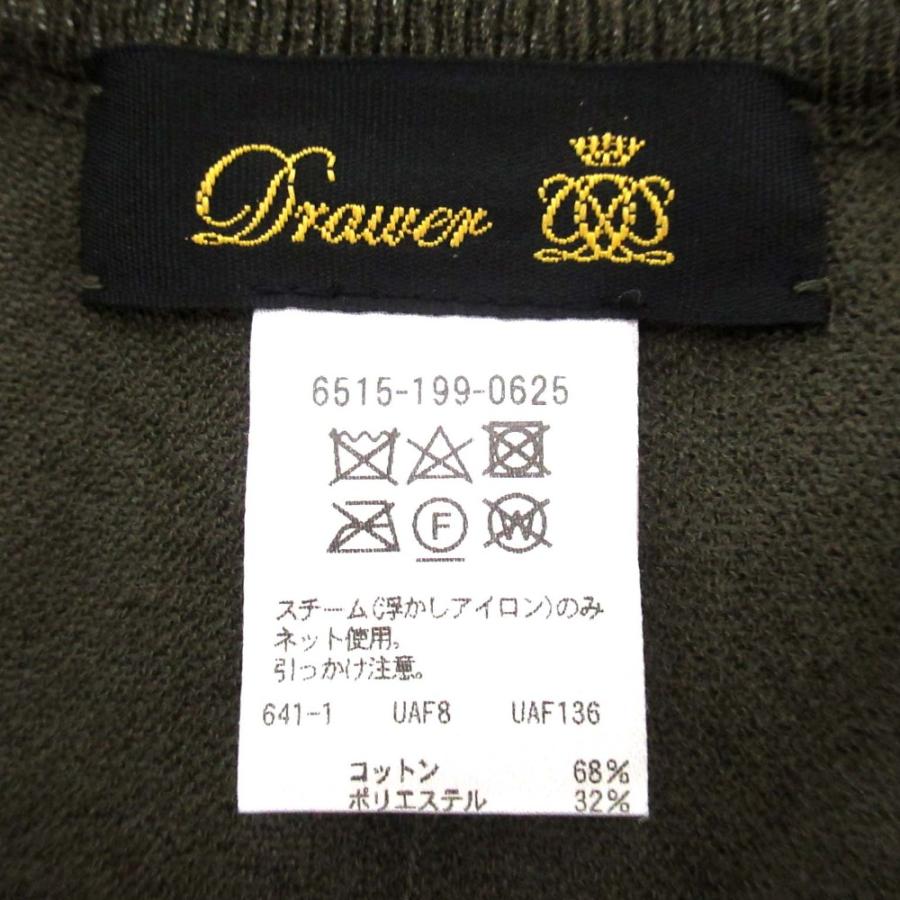 Drawer
6515-199-0625
F W
スチーム(浮かしアイロン)のみ
ネット使用。
引っかけ注意。
641-1 UAF8 UAF136
コットン 68%
ポリエステル 32%